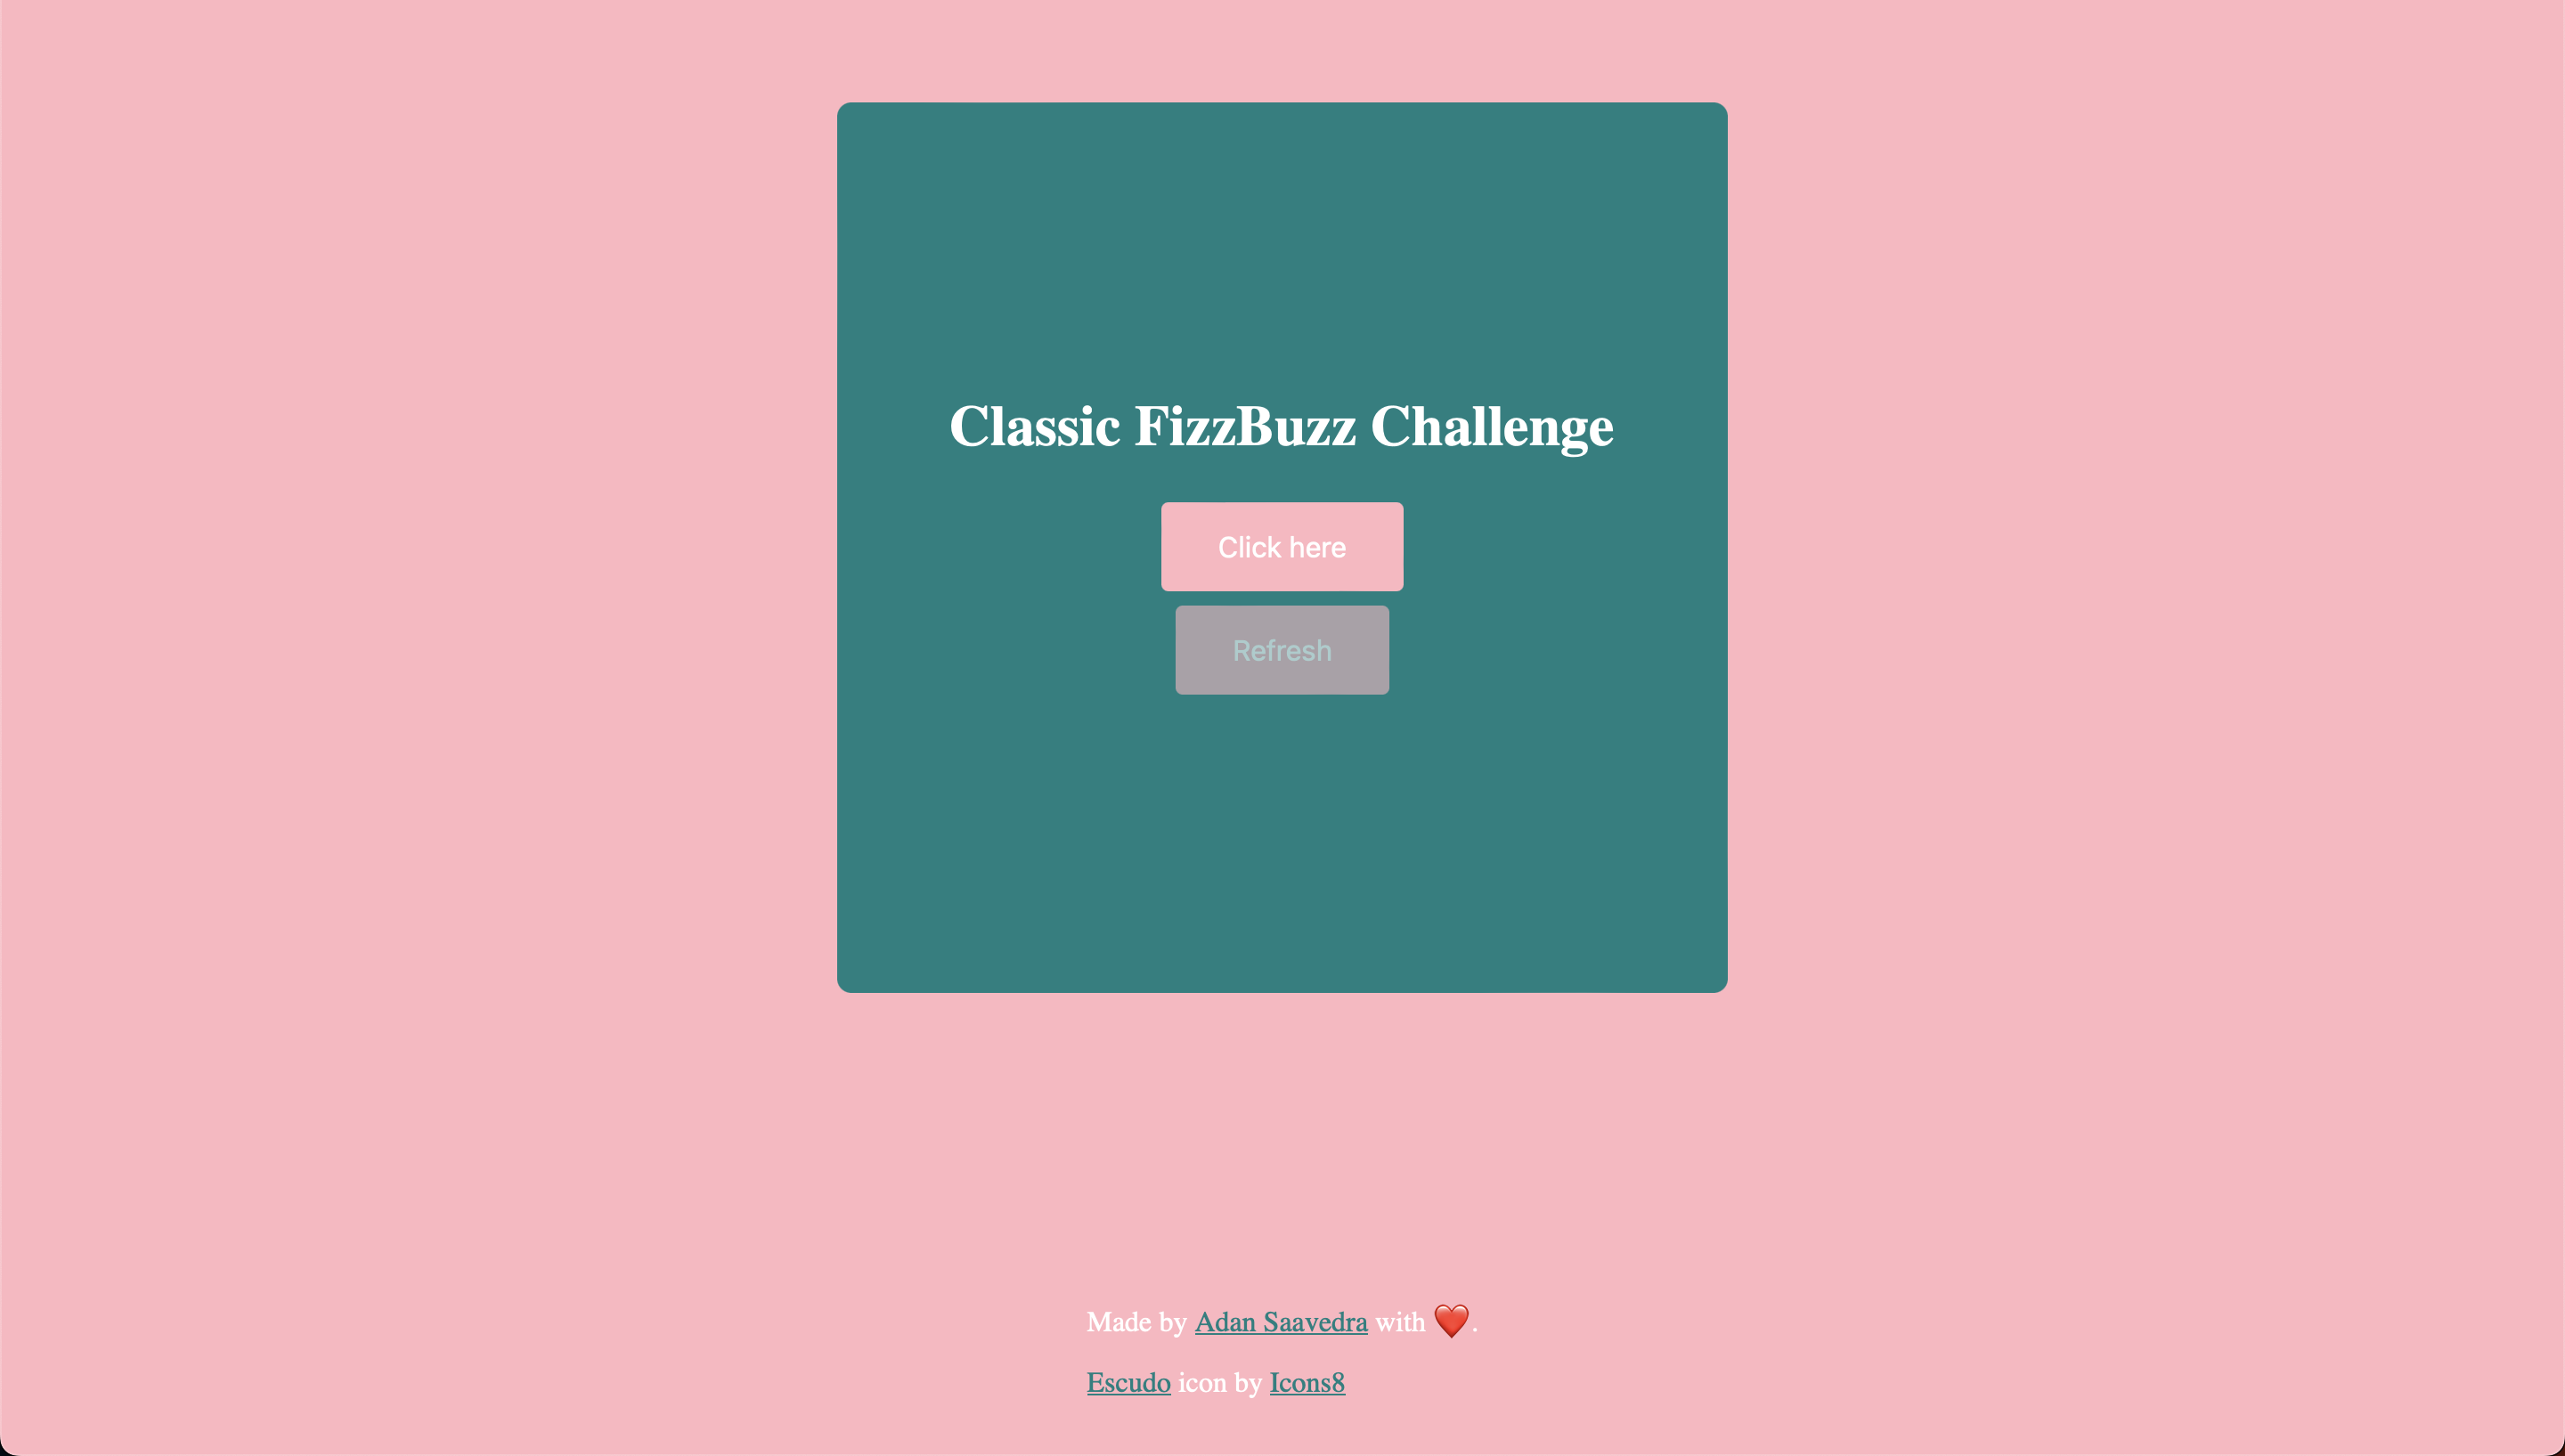 Classic FizzBuzz Challenge
Click here
Refresh
Made by Adan Saavedra with ❤️.
Escudo icon by Icons8